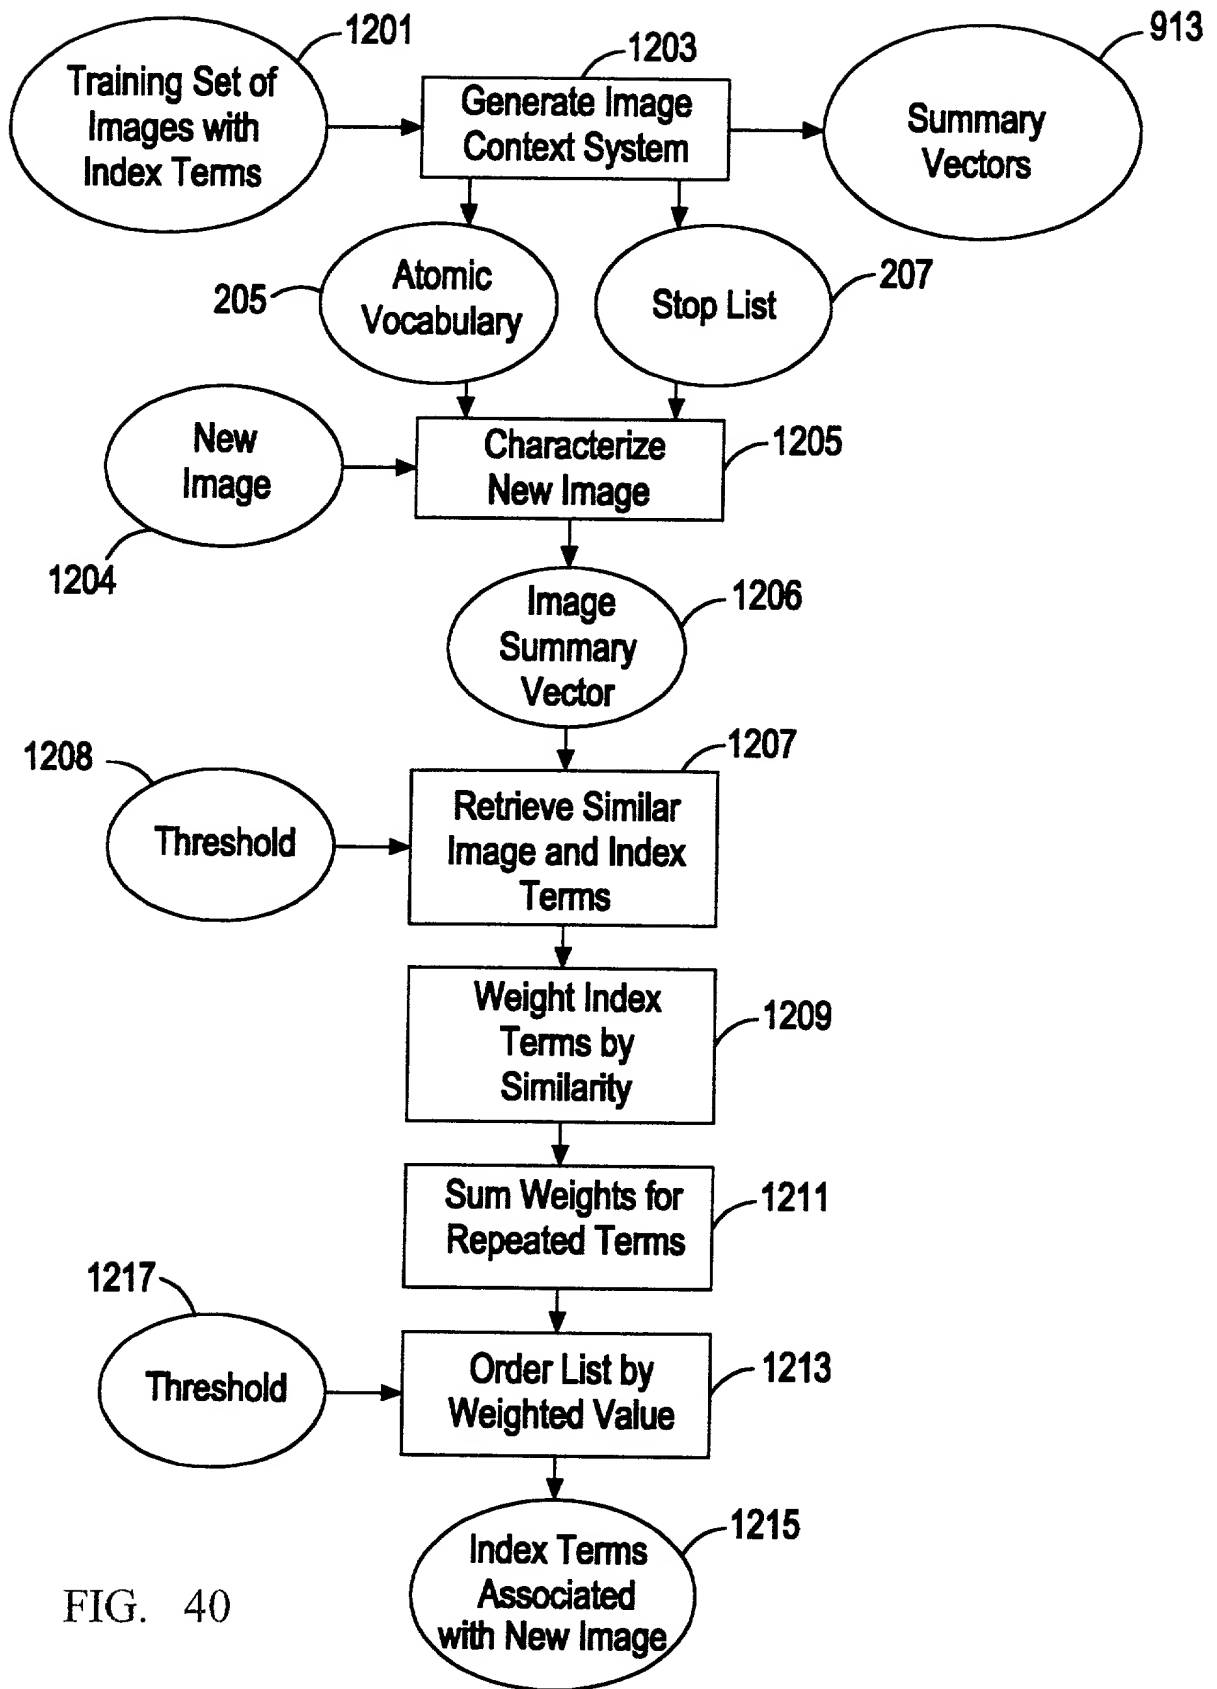 1201
1203
913
Training Set of
Images with
Index Terms
Generate Image
Context System
Summary
Vectors
205
Atomic
Vocabulary
Stop List
207
New
Image
1204
Characterize
New Image
1205
Image
Summary
Vector
1206
1208
Threshold
1207
Retrieve Similar
Image and Index
Terms
Weight Index
Terms by
Similarity
1209
Sum Weights for
Repeated Terms
1211
1217
Threshold
Order List by
Weighted Value
1213
Index Terms
Associated
with New Image
1215
FIG. 40